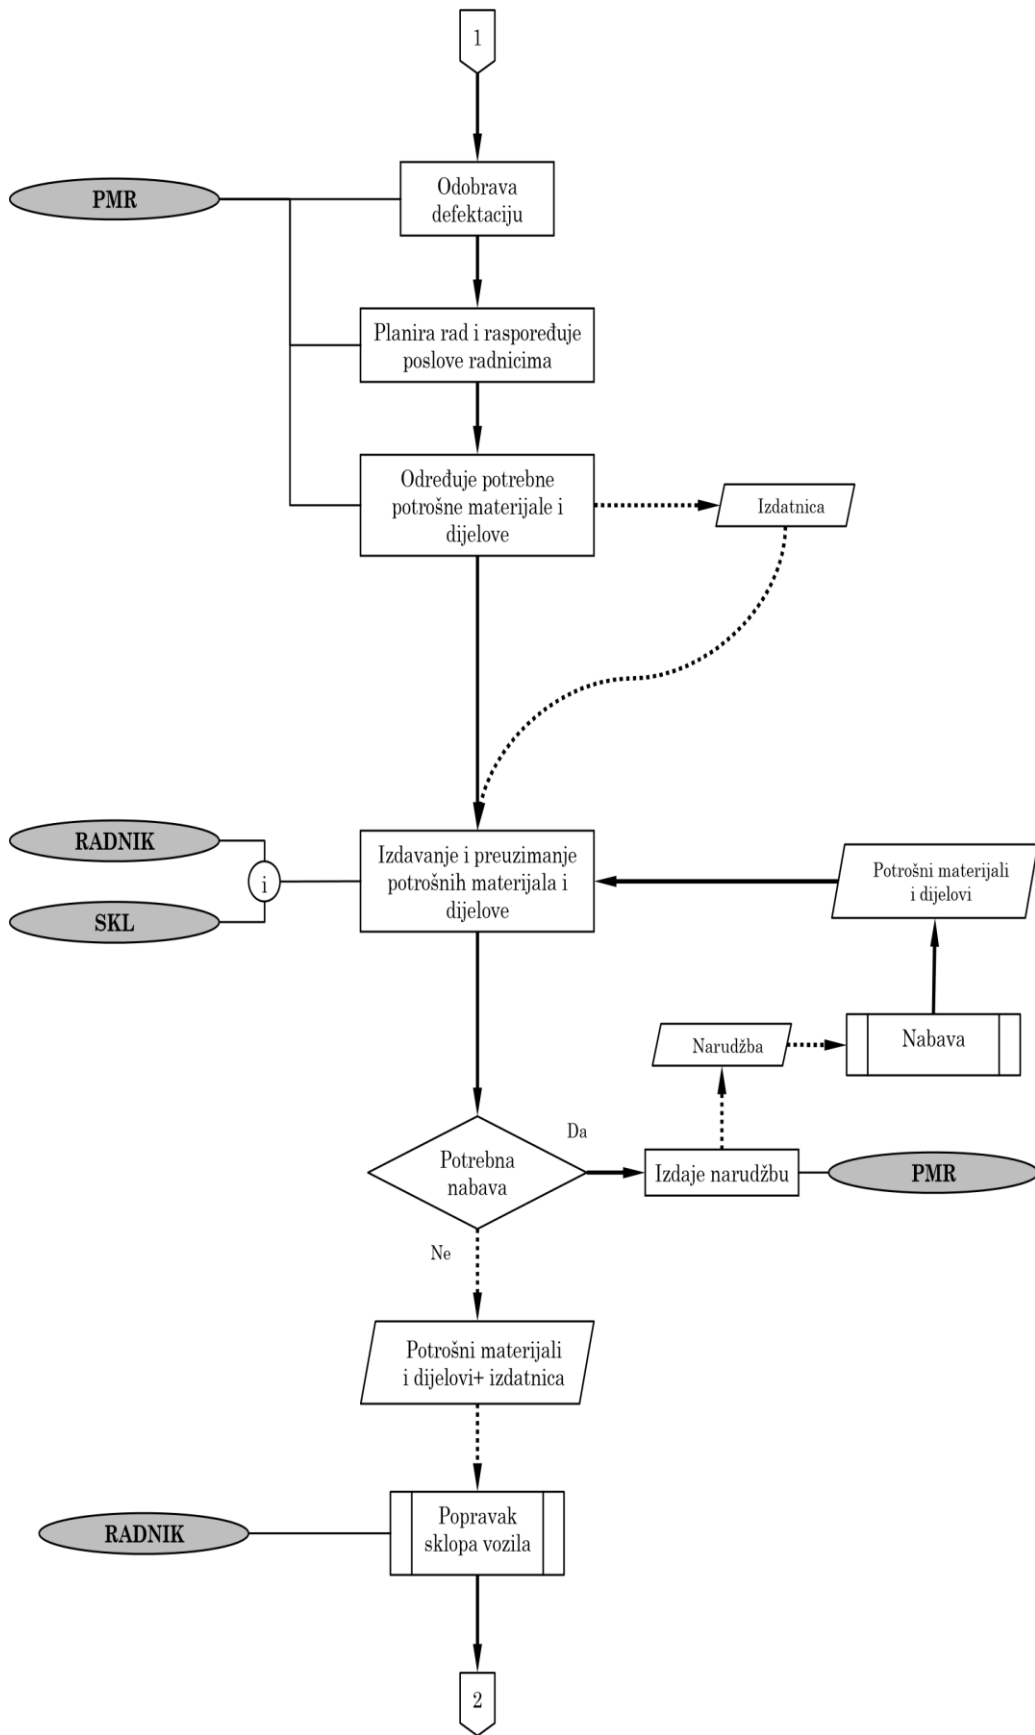 1
PMR
Odobrava
defektaciju
Planira rad i raspoređuje
poslove radnicima
Određuje potrebne
potrošne materijale i
dijelove
Izdatnica
RADNIK
i
SKL
Izdavanje i preuzimanje
potrošnih materijala i
dijelove
Potrošni materijali
i dijelovi
Narudžba
Nabava
Potrebna
nabava
Da
Izdaje narudžbu
PMR
Ne
Potrošni materijali
i dijelovi+ izdatnica
RADNIK
Popravak
sklopa vozila
2